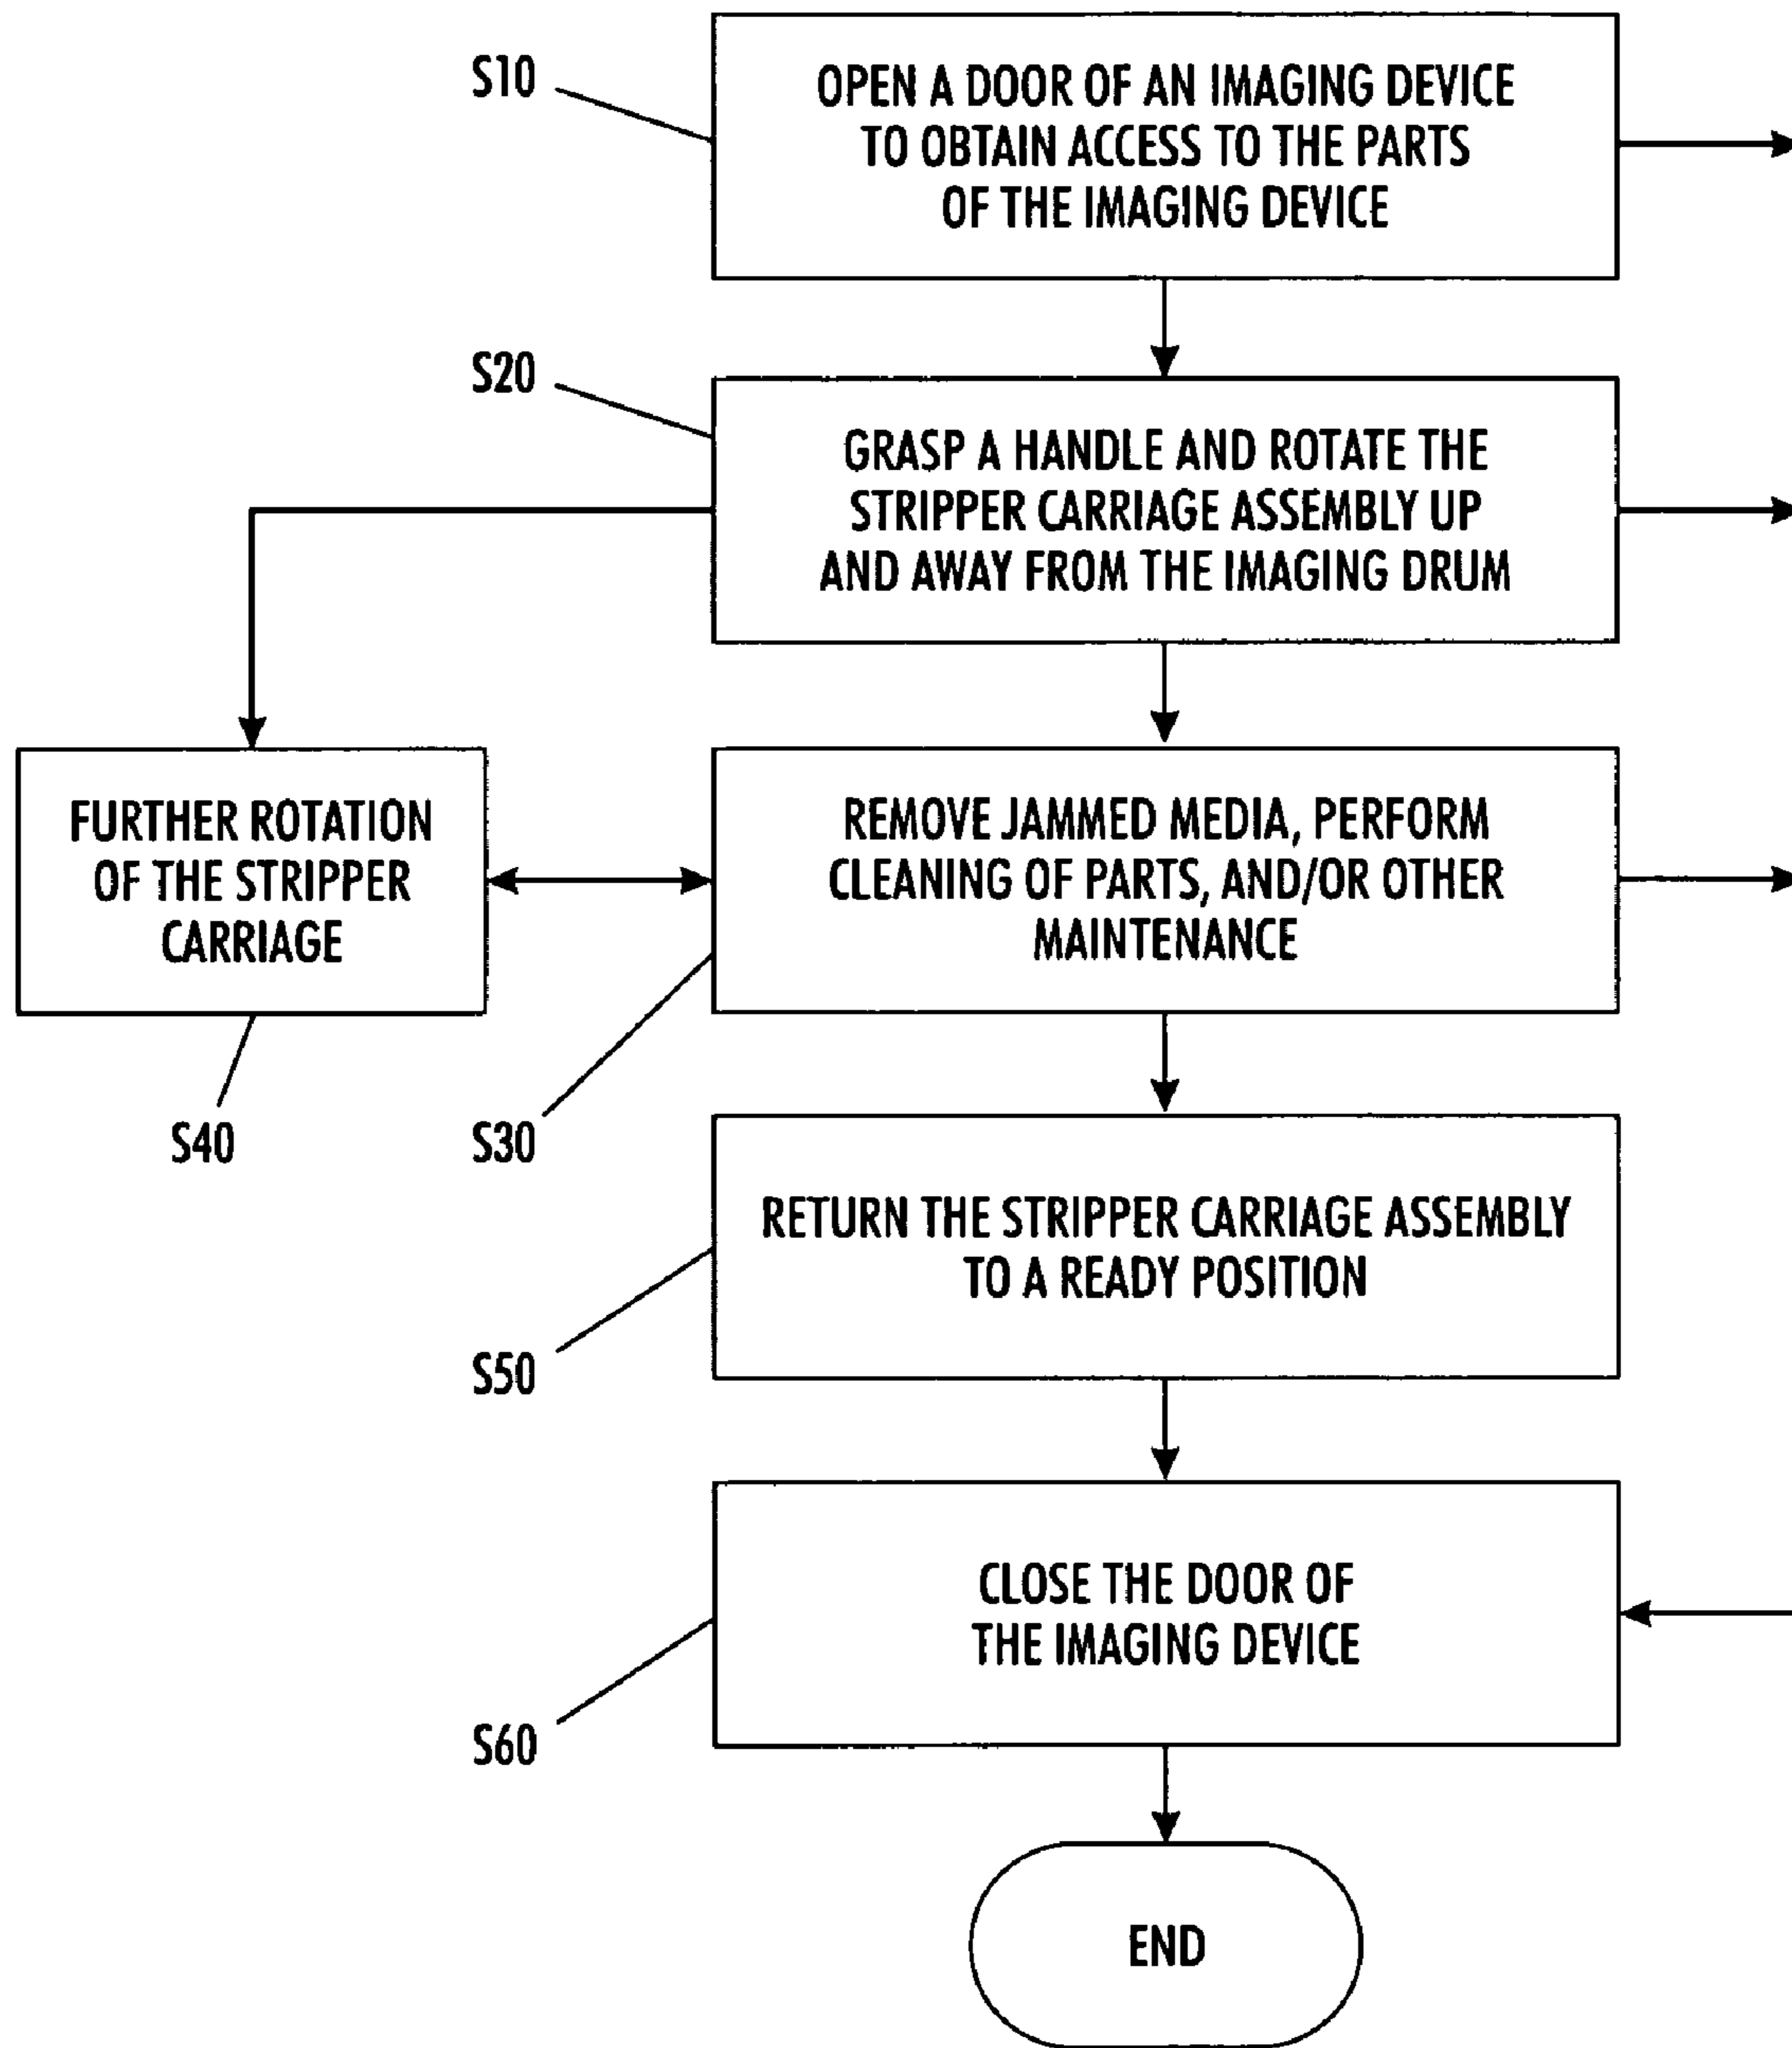 S10
OPEN A DOOR OF AN IMAGING DEVICE
TO OBTAIN ACCESS TO THE PARTS
OF THE IMAGING DEVICE
S20
GRASP A HANDLE AND ROTATE THE
STRIPPER CARRIAGE ASSEMBLY UP
AND AWAY FROM THE IMAGING DRUM
FURTHER ROTATION
OF THE STRIPPER
CARRIAGE
S40
REMOVE JAMMED MEDIA, PERFORM
CLEANING OF PARTS, AND/OR OTHER
MAINTENANCE
S30
RETURN THE STRIPPER CARRIAGE ASSEMBLY
TO A READY POSITION
S50
CLOSE THE DOOR OF
THE IMAGING DEVICE
S60
END